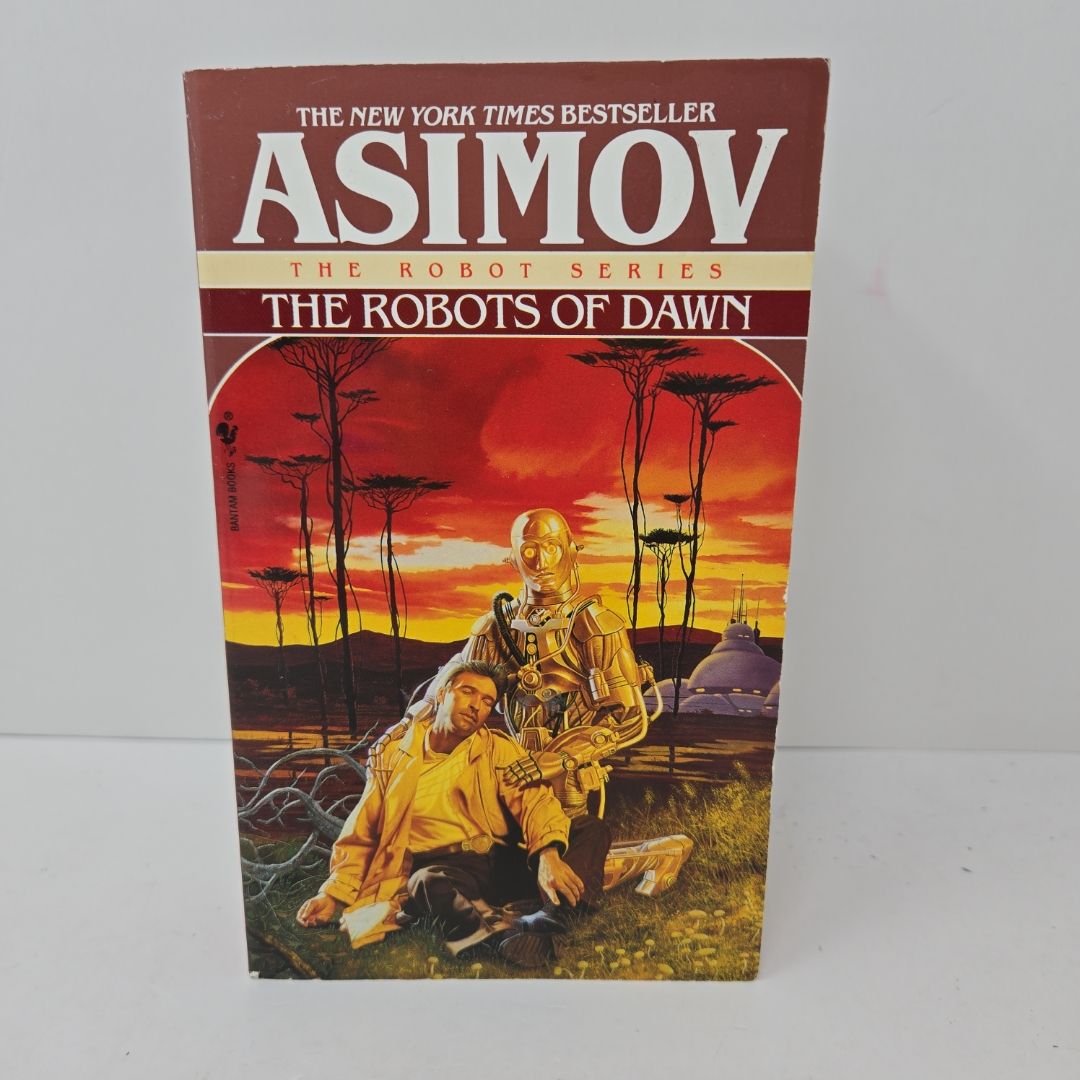 THE NEW YORK TIMES BESTSELLER
ASIMOV
THE ROBOT SERIES
THE ROBOTS OF DAWN
BANTAM BOOKS ®